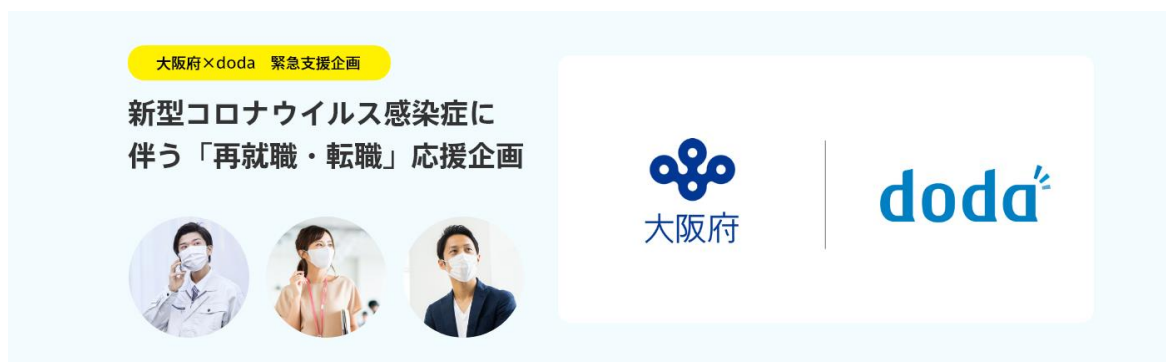 大阪府×doda 緊急支援企画
新型コロナウイルス感染症に
伴う「再就職・転職」応援企画
大阪府
doda